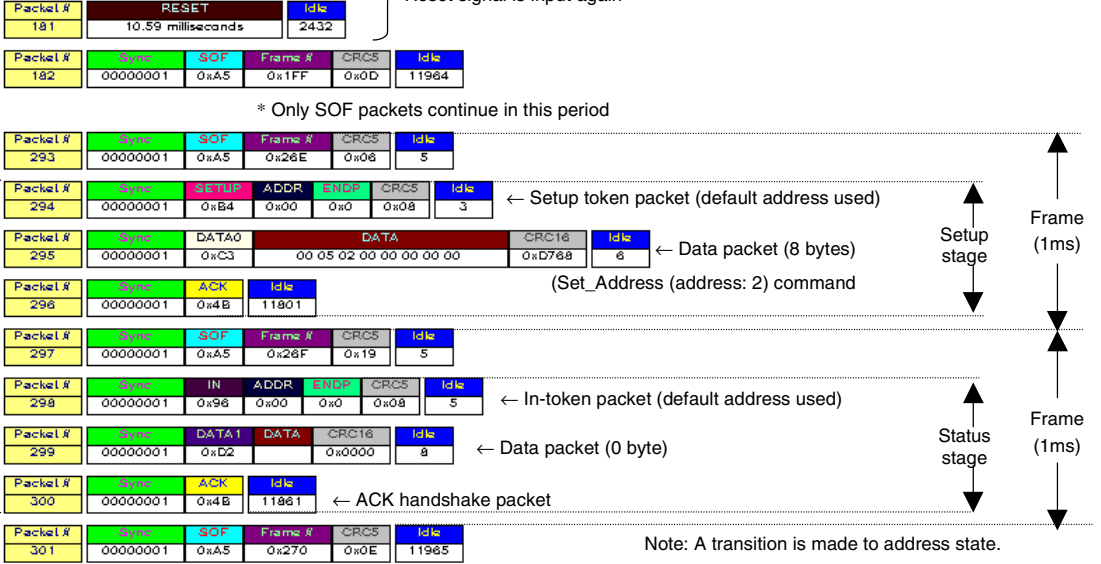 Reset signal is input again
Packet # RESET Idle
181 10.59 milliseconds 2432
Packet # Sync SOF Frame # CRC5 Idle
182 00000001 0xA5 0x1FF 0x0D 11964
* Only SOF packets continue in this period
Packet # Sync SOF Frame # CRC5 Idle
293 00000001 0xA5 0x26E 0x06 5
Packet # Sync SETUP ADDR ENDP CRC5 Idle
294 00000001 0xB4 0x00 0x0 0x08 3
← Setup token packet (default address used)
Packet # Sync DATA0 DATA CRC16 Idle
295 00000001 0xC3 00 05 02 00 00 00 00 00 0xD768 6
← Data packet (8 bytes)
(Set_Address (address: 2) command
Packet # Sync ACK Idle
296 00000001 0x4B 11801
Setup
stage
Frame
(1ms)
Packet # Sync SOF Frame # CRC5 Idle
297 00000001 0xA5 0x26F 0x19 5
Packet # Sync IN ADDR ENDP CRC5 Idle
298 00000001 0x96 0x00 0x0 0x08 5
← In-token packet (default address used)
Packet # Sync DATA1 DATA CRC16 Idle
299 00000001 0xD2 0x0000 8
← Data packet (0 byte)
Packet # Sync ACK Idle
300 00000001 0x4B 11861
← ACK handshake packet
Status
stage
Frame
(1ms)
Packet # Sync SOF Frame # CRC5 Idle
301 00000001 0xA5 0x270 0x0E 11965
Note: A transition is made to address state.